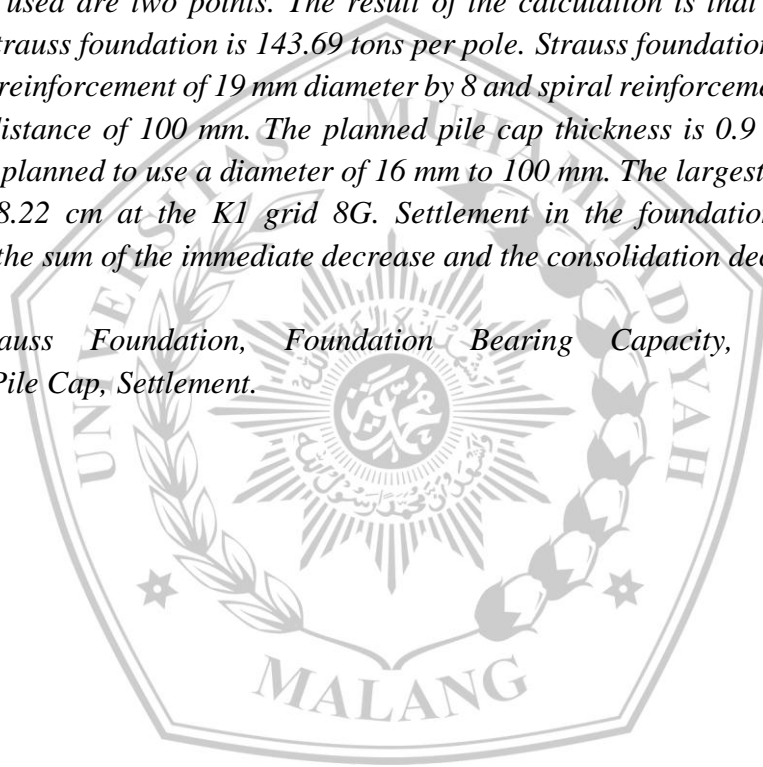 used are two points. The result of the calculation is that
trauss foundation is 143.69 tons per pole. Strauss foundation
reinforcement of 19 mm diameter by 8 and spiral reinforceme
distance of 100 mm. The planned pile cap thickness is 0.9
planned to use a diameter of 16 mm to 100 mm. The largest
8.22 cm at the K1 grid 8G. Settlement in the foundation
the sum of the immediate decrease and the consolidation dec
auss Foundation, Foundation Bearing Capacity,
Pile Cap, Settlement.
UNIVERSITAS MUHAMMADIYAH
MALANG